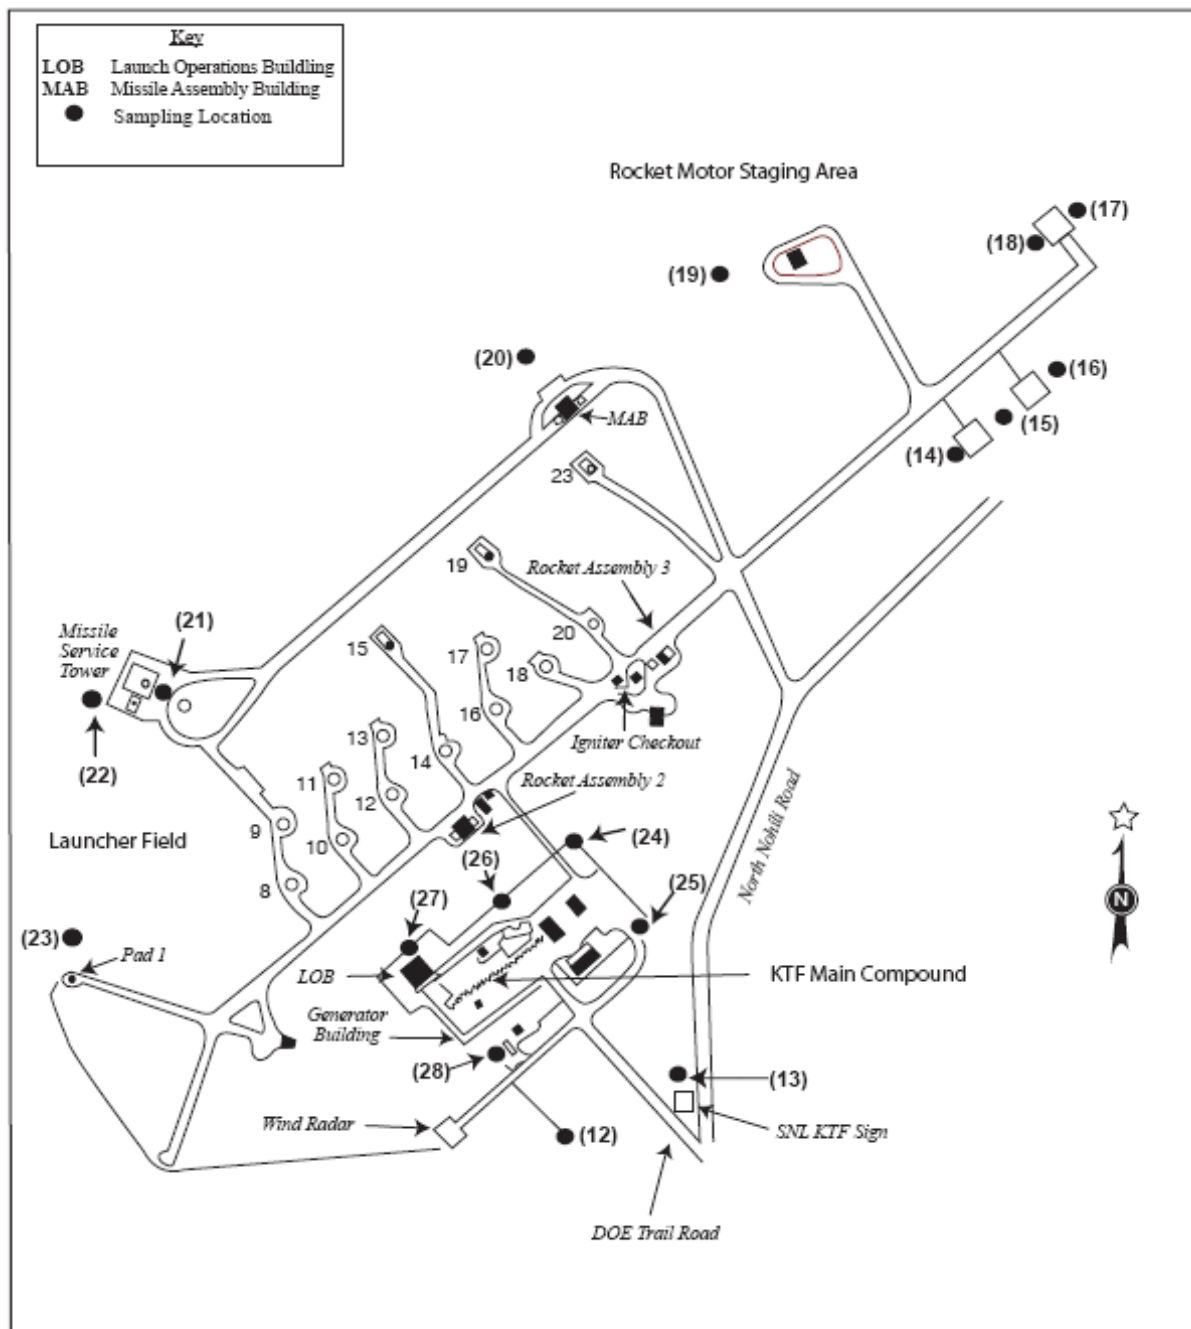 Key
LOB Launch Operations Buildling
MAB Missile Assembly Building
Sampling Location
Rocket Motor Staging Area
(17)
(18)
(19)
(20)
(16)
MAB
(15)
(14)
23
19
Rocket Assembly 3
(21)
Missile
Service
Tower
15
20
17
18
16
(22)
13
Igniter Checkout
14
11
Rocket Assembly 2
12
9
Launcher Field
10
(24)
(26)
8
(27)
(25)
North Nohili Road
N
(23)
Pad 1
LOB
KTF Main Compound
Generator
Building
(28)
(13)
Wind Radar
(12)
SNL KTF Sign
DOE Trail Road